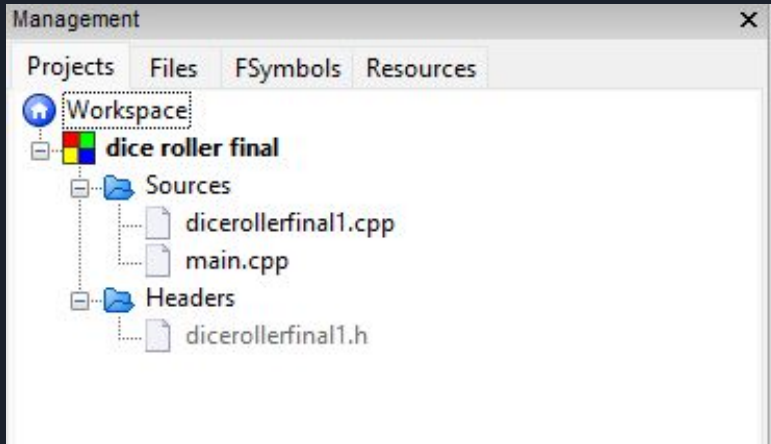 Management
Projects Files FSymbols Resources
Workspace
dice roller final
Sources
dicerollerfinal1.cpp
main.cpp
Headers
dicerollerfinal1.h